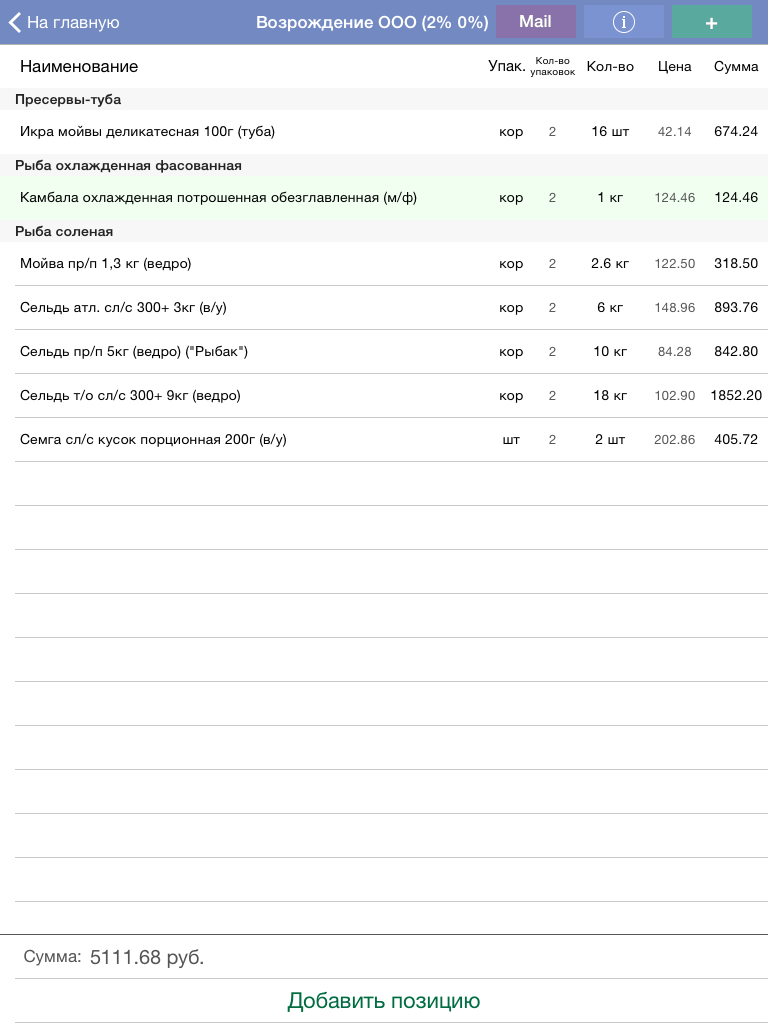 На главную Возрождение ООО (2% 0%) Mail i +
Наименование Упак. Кол-во упаковок Кол-во Цена Сумма
Пресервы-туба
Икра мойвы деликатесная 100г (туба) кор 2 16 шт 42.14 674.24
Рыба охлажденная фасованная
Камбала охлажденная потрошенная обезглавленная (м/ф) кор 2 1 кг 124.46 124.46
Рыба соленая
Мойва пр/п 1,3 кг (ведро) кор 2 2.6 кг 122.50 318.50
Сельдь атл. сл/с 300+ 3кг (в/у) кор 2 6 кг 148.96 893.76
Сельдь пр/п 5кг (ведро) ("Рыбак") кор 2 10 кг 84.28 842.80
Сельдь т/о сл/с 300+ 9кг (ведро) кор 2 18 кг 102.90 1852.20
Семга сл/с кусок порционная 200г (в/у) шт 2 2 шт 202.86 405.72
Сумма: 5111.68 руб.
Добавить позицию